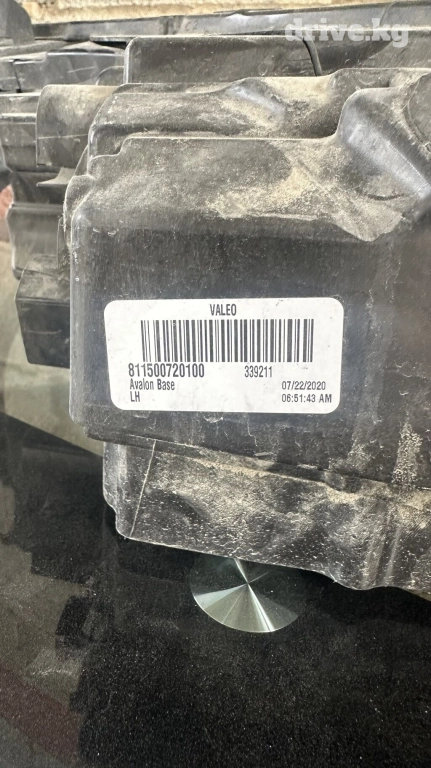 drive.kg
VALEO
811500720100 339211
Avalon Base 07/22/2020
LH 06:51:43 AM